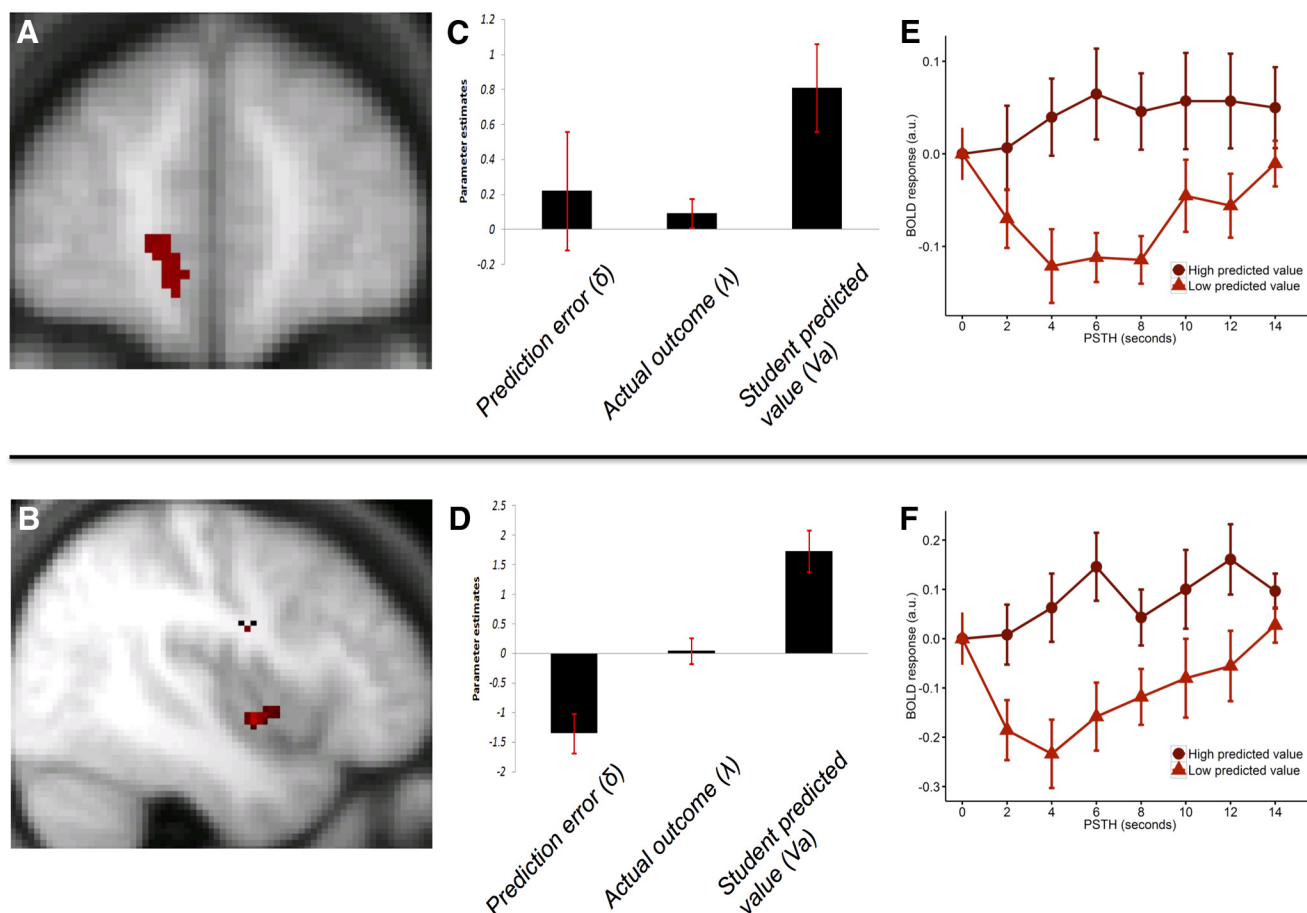 A
C
1.2
1
0.8
0.6
0.4
0.2
0
-0.2
Parameter estimates
Prediction error (δ)
Actual outcome (λ)
Student predicted
value (Va)
E
0.1
0.0
-0.1
BOLD response (a.u.)
High predicted value
Low predicted value
0 2 4 6 8 10 12 14
PSTH (seconds)
B
D
2.5
2
1.5
1
0.5
0
-0.5
-1
-1.5
-2
Parameter estimates
Prediction error (δ)
Actual outcome (λ)
Student predicted
value (Va)
F
0.2
0.1
0.0
-0.1
-0.2
-0.3
BOLD response (a.u.)
High predicted value
Low predicted value
0 2 4 6 8 10 12 14
PSTH (seconds)